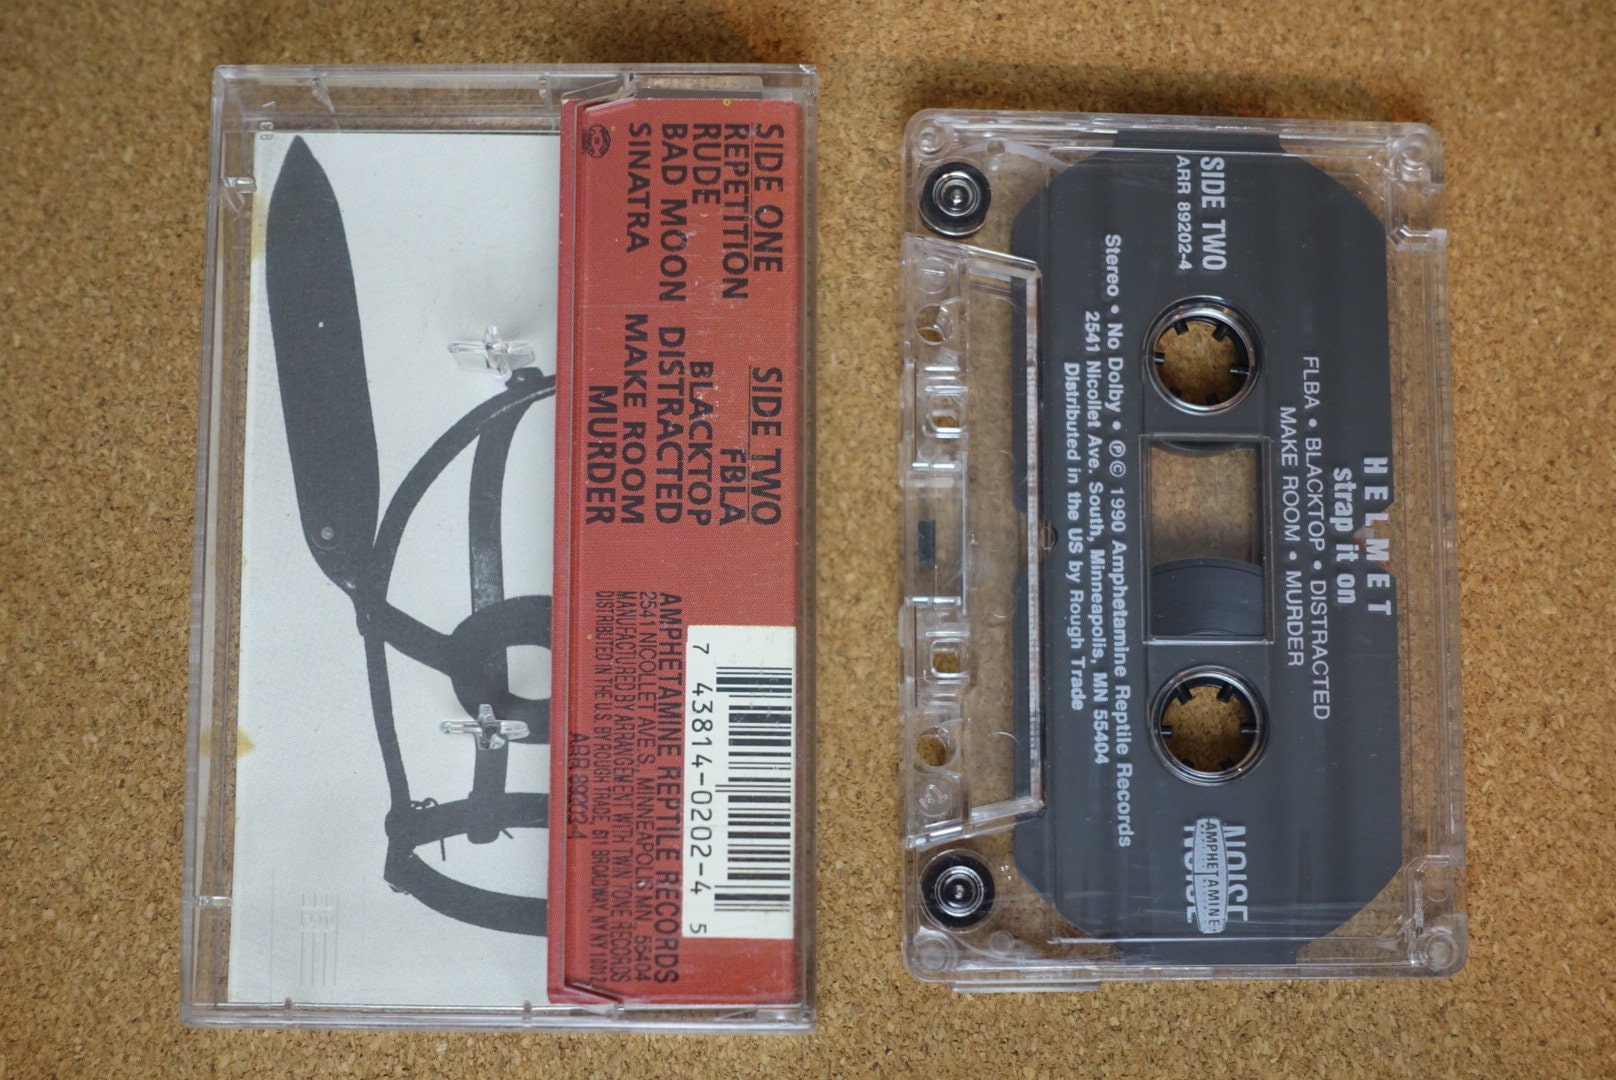 SIDE ONE
REPETITION
RUDE
BAD MOON
SINATRA
SIDE TWO
FBLA
BLACKTOP
DISTRACTED
MAKE ROOM
MURDER
AMPHETAMINE REPTILE RECORDS
2541 NICOLLET AVE.S. MINNEAPOLIS, MN 55404
MANUFACTURED BY ARRANGEMENT WITH TWIN TONE RECORDS
DISTRIBUTED IN THE U.S. BY ROUGH TRADE, 611 BROADWAY, NY NY
ARR 89202-4
7 43814-0202-4 5
HELMET
strap it on
FLBA • BLACKTOP • DISTRACTED
MAKE ROOM • MURDER
SIDE TWO
ARR 89202-4
NOISE
AMPHETAMINE
NOISE
Stereo • No Dolby • ℗© 1990 Amphetamine Reptile Records
2541 Nicollet Ave. South, Minneapolis, MN 55404
Distributed in the US by Rough Trade